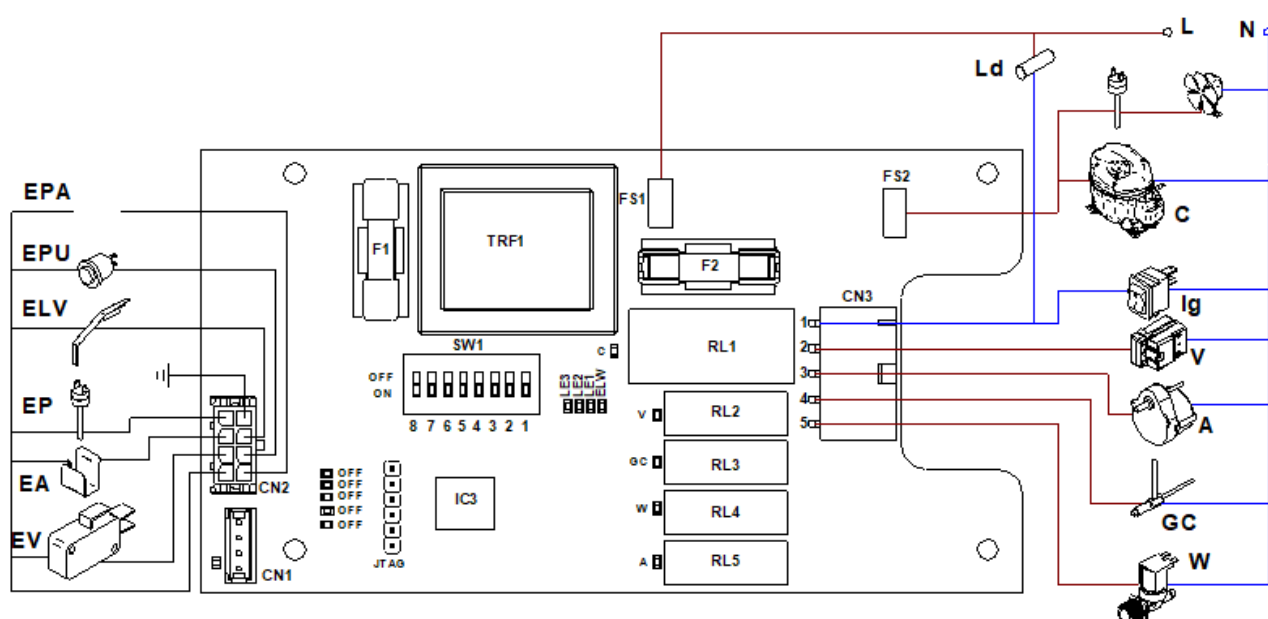 L N
Ld
EPA
FS1
FS2
C
EPU
F1
TRF1
F2
ELV
CN3
Ig
SW1
1
C
RL1
2
V
OFF
ON
LE3
LE2
LE1
ELW
3
EP
4
A
8 7 6 5 4 3 2 1
V
RL2
5
EA
CN2
OFF
OFF
OFF
OFF
OFF
IC3
GC
RL3
GC
W
RL4
EV
CN1
JTAG
A
RL5
W